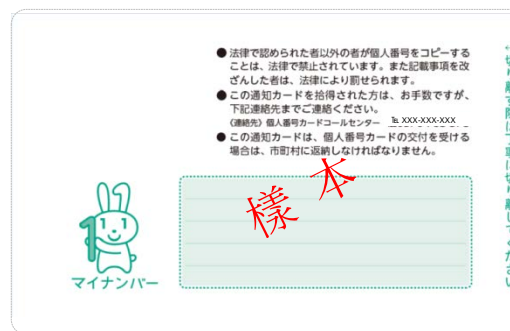 ●法律で認められた者以外の者が個人番号をコピーする
ことは、法律で禁止されています。また記載事項を改
ざんした者は、法律により罰せられます。
●この通知カードを拾得された方は、お手数ですが、
下記連絡先までご連絡ください。
〈連絡先〉個人番号カードコールセンター ℡ XXX-XXX-XXX
●この通知カードは、個人番号カードの交付を受ける
場合は、市町村に返納しなければなりません。
様本
1
マイナンバー